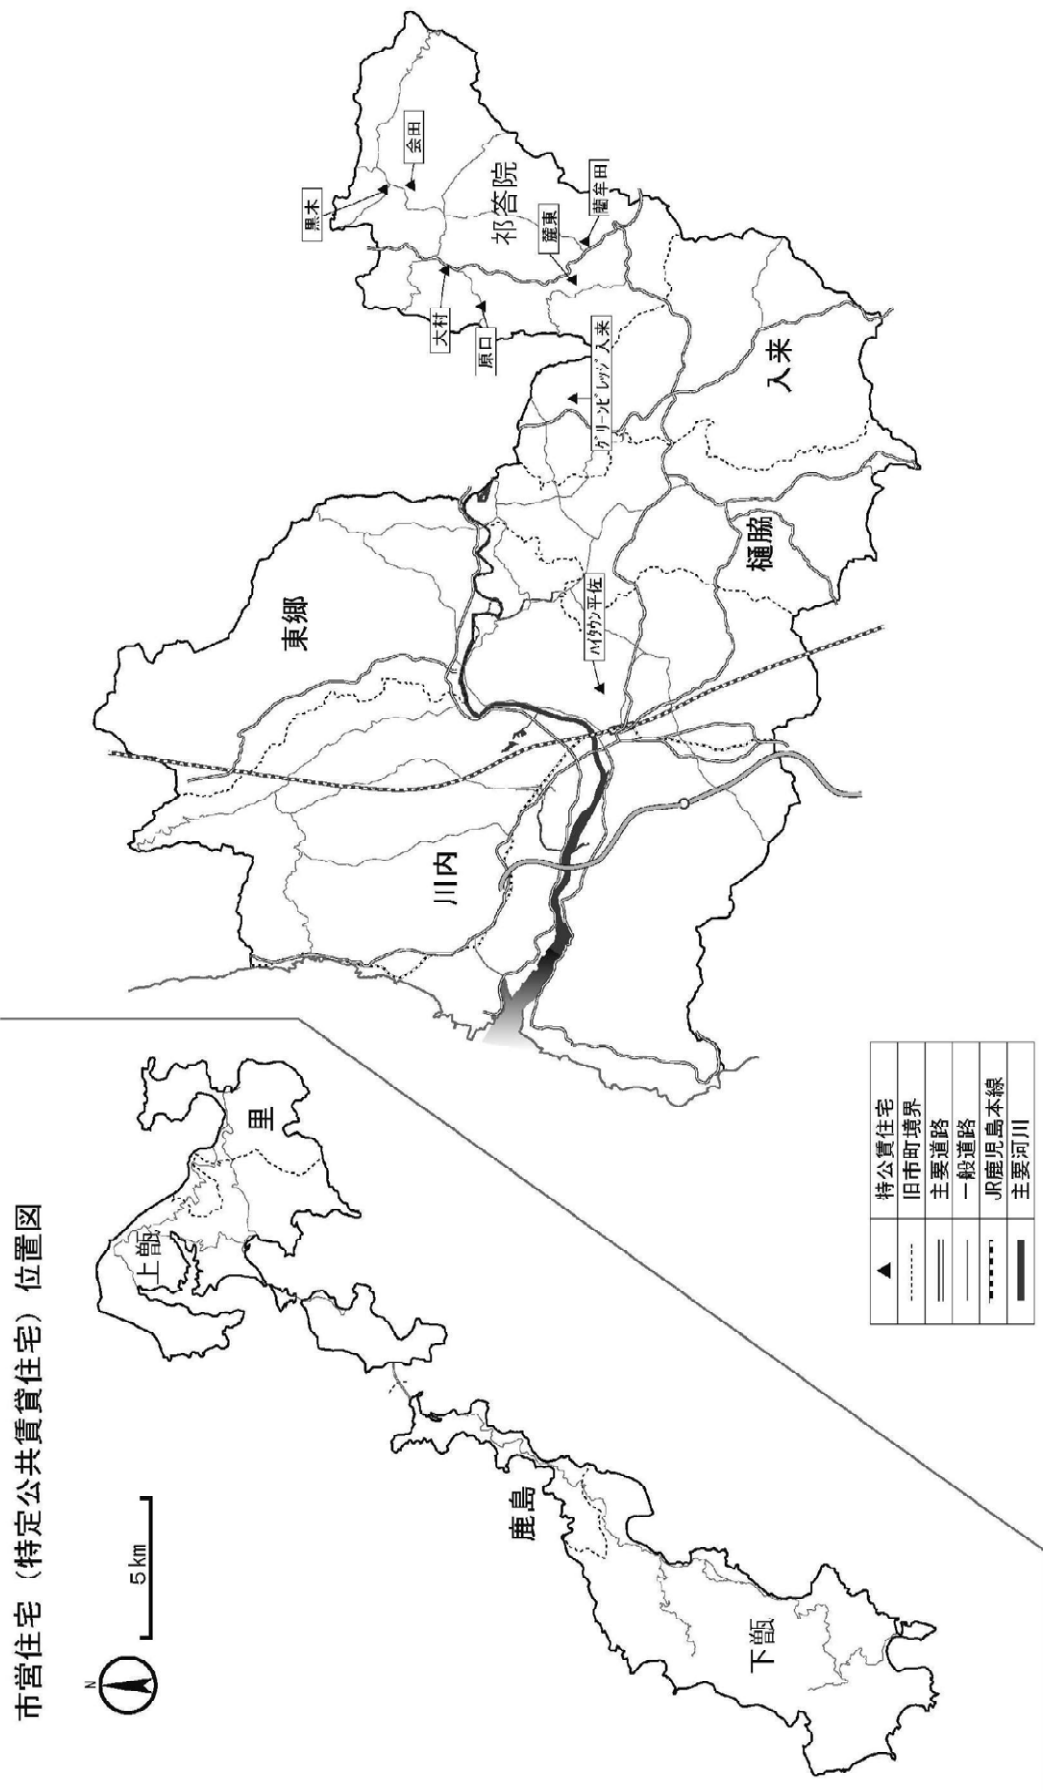 市営住宅（特定公共賃貸住宅）位置図
N
5km
里
上甑
鹿島
下甑
黒木
会田
祁答院
大村
原口
麓東
藺牟田
グリーンビレッジ入来
入来
東郷
樋脇
ハイタウン平佐
川内
特公賃住宅
旧市町境界
主要道路
一般道路
JR鹿児島本線
主要河川